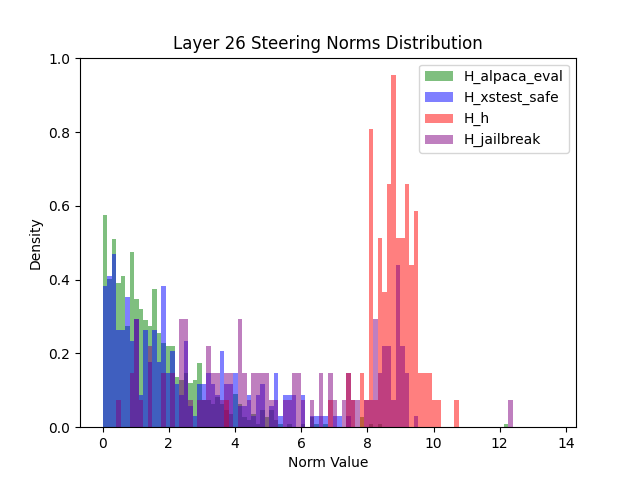 Layer 26 Steering Norms Distribution
H_alpaca_eval
H_xstest_safe
H_h
H_jailbreak
1.0
0.8
0.6
0.4
0.2
0.0
Density
0 2 4 6 8 10 12 14
Norm Value